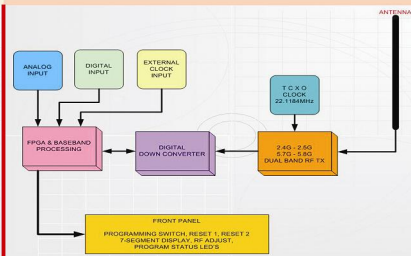 ANTENNA
ANALOG
INPUT
DIGITAL
INPUT
EXTERNAL
CLOCK
INPUT
T C X O
CLOCK
22.1184MHz
FPGA & BASEBAND
PROCESSING
DIGITAL
DOWN CONVERTER
2.4G - 2.5G
5.7G - 5.8G
DUAL BAND RF TX
FRONT PANEL
PROGRAMMING SWITCH, RESET 1, RESET 2
7-SEGMENT DISPLAY, RF ADJUST,
PROGRAM STATUS LED'S